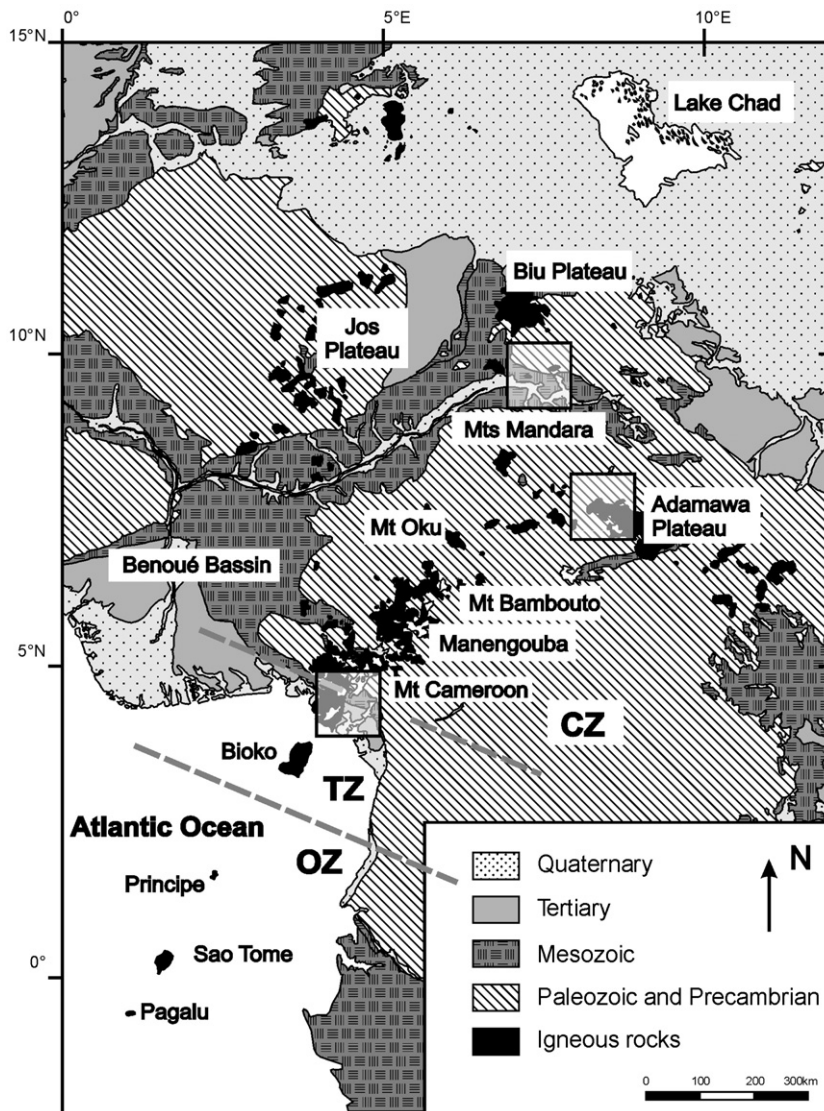 0°
5°E
10°E
15°N
Lake Chad
Biu Plateau
10°N
Jos
Plateau
Mts Mandara
Adamawa
Plateau
Mt Oku
Benoué Bassin
Mt Bambouto
Manengouba
5°N
Mt Cameroon
CZ
Bioko
TZ
Atlantic Ocean
OZ
Principe
Sao Tome
0°
Pagalu
N
Quaternary
Tertiary
Mesozoic
Paleozoic and Precambrian
Igneous rocks
0 100 200 300km